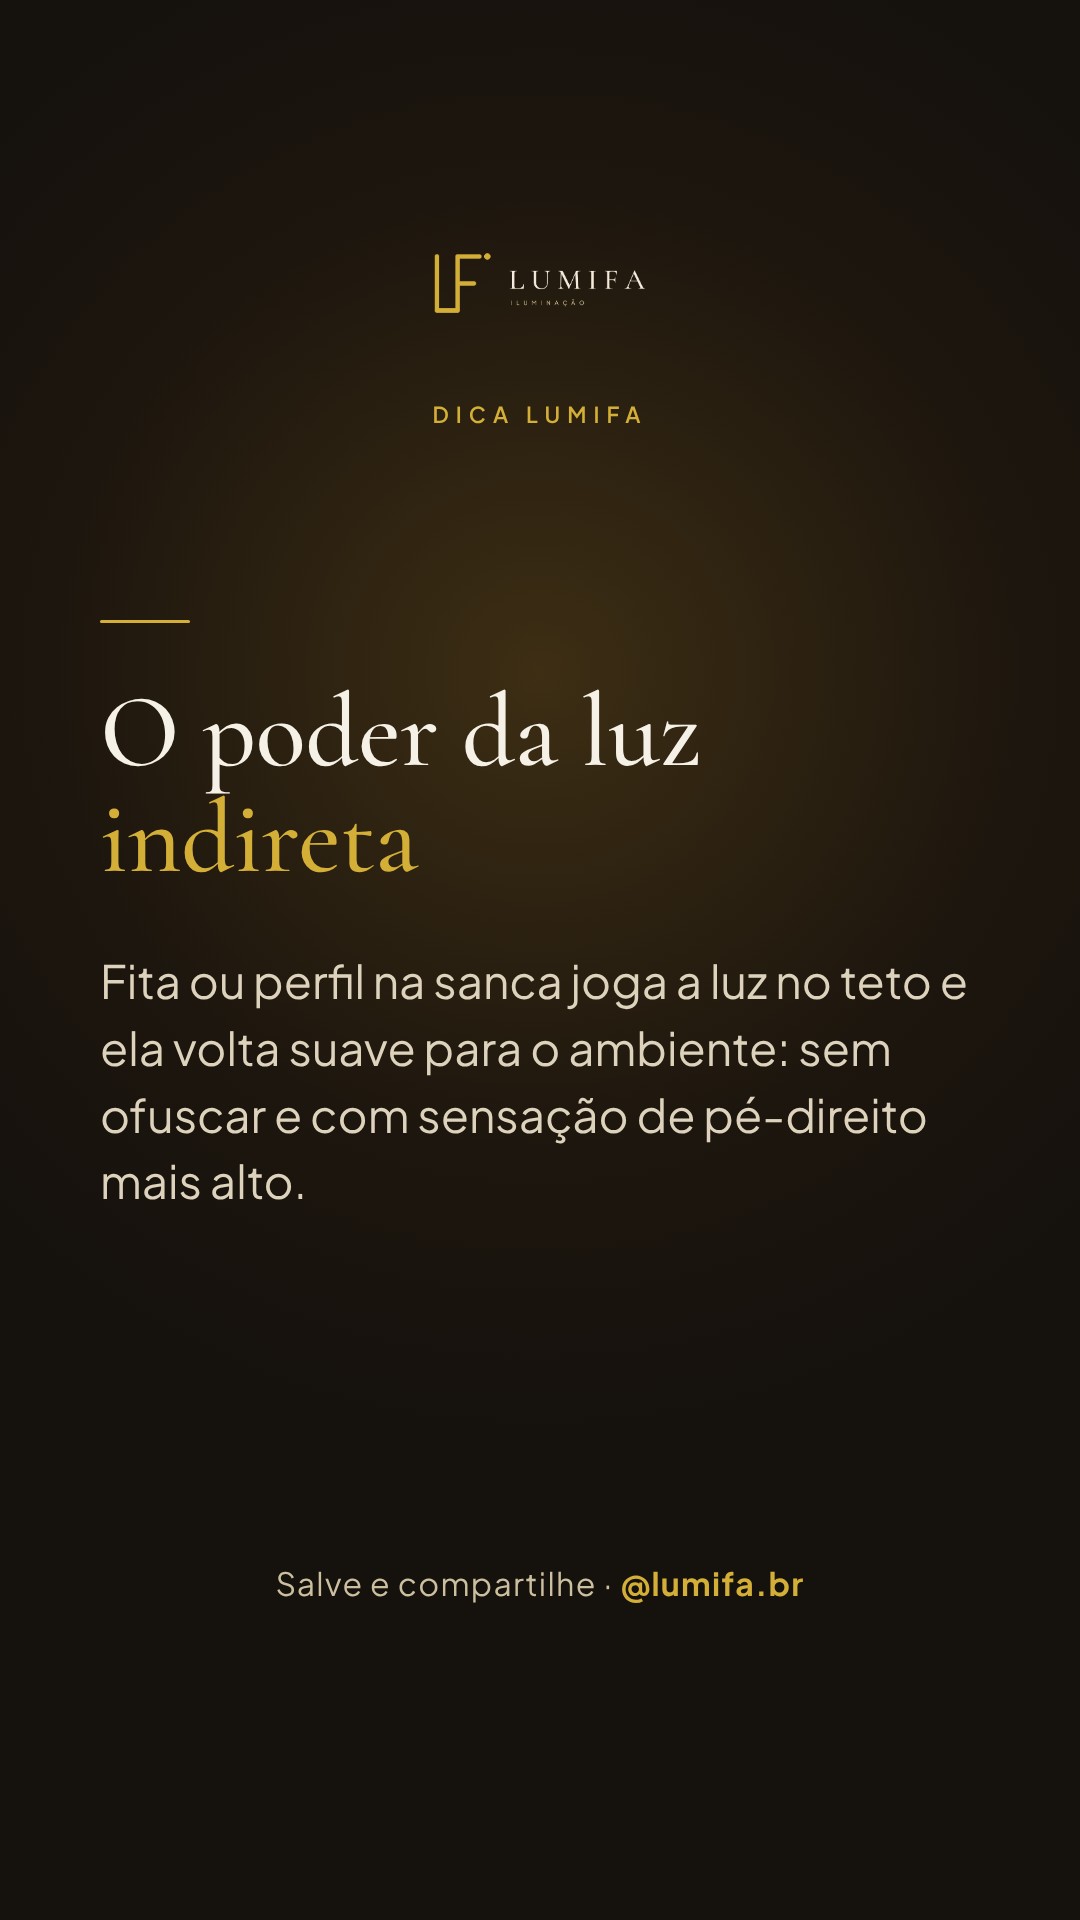 LF
LUMIFA
ILUMINAÇÃO
DICA LUMIFA
O poder da luz
indireta
Fita ou perfil na sanca joga a luz no teto e
ela volta suave para o ambiente: sem
ofuscar e com sensação de pé-direito
mais alto.
Salve e compartilhe · @lumifa.br